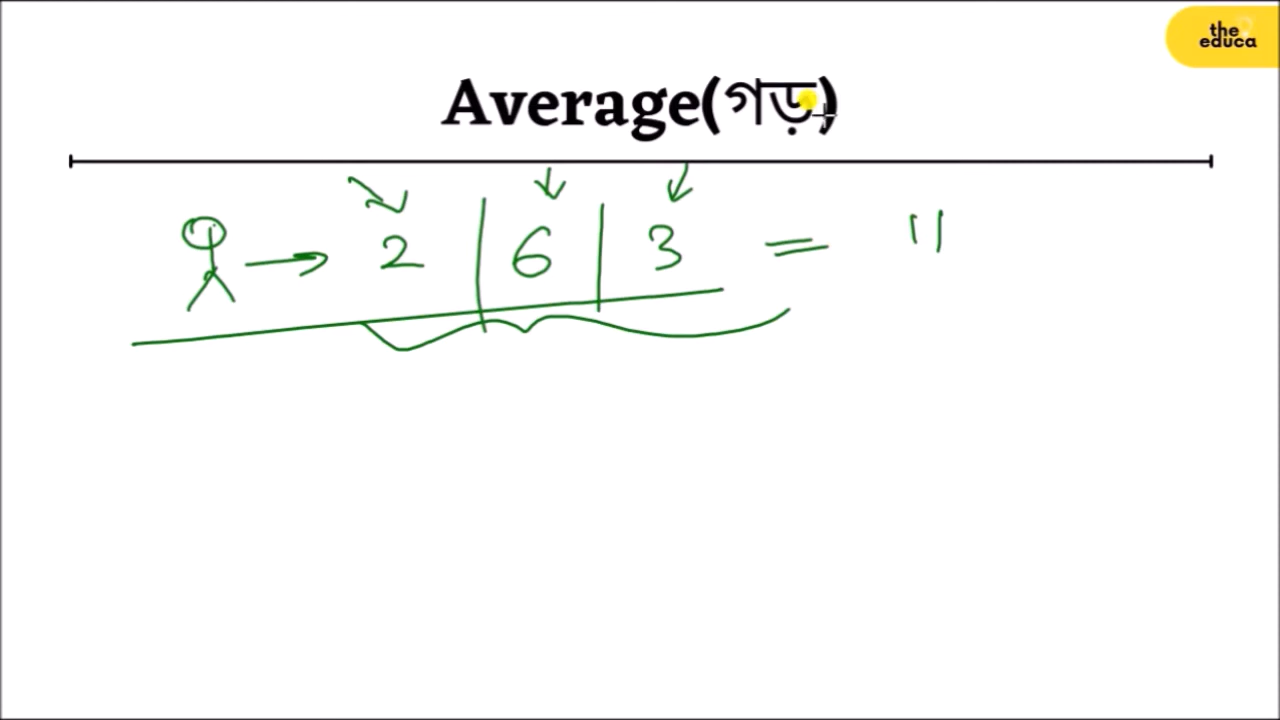 the
educa
Average(গড়)
2 | 6 | 3 = 11